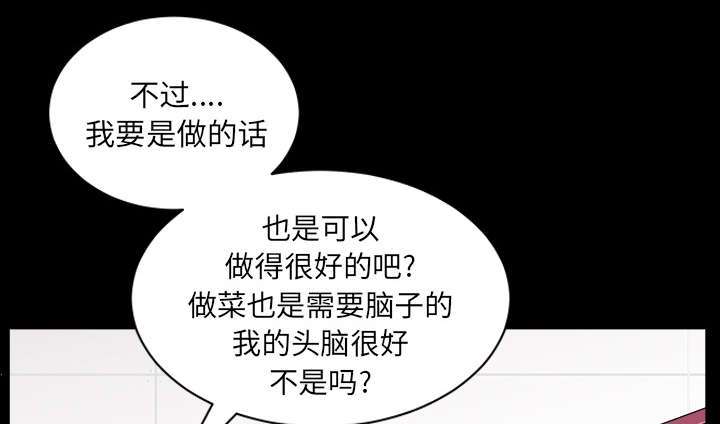 不过....
我要是做的话
也是可以
做得很好的吧?
做菜也是需要脑子的
我的头脑很好
不是吗?